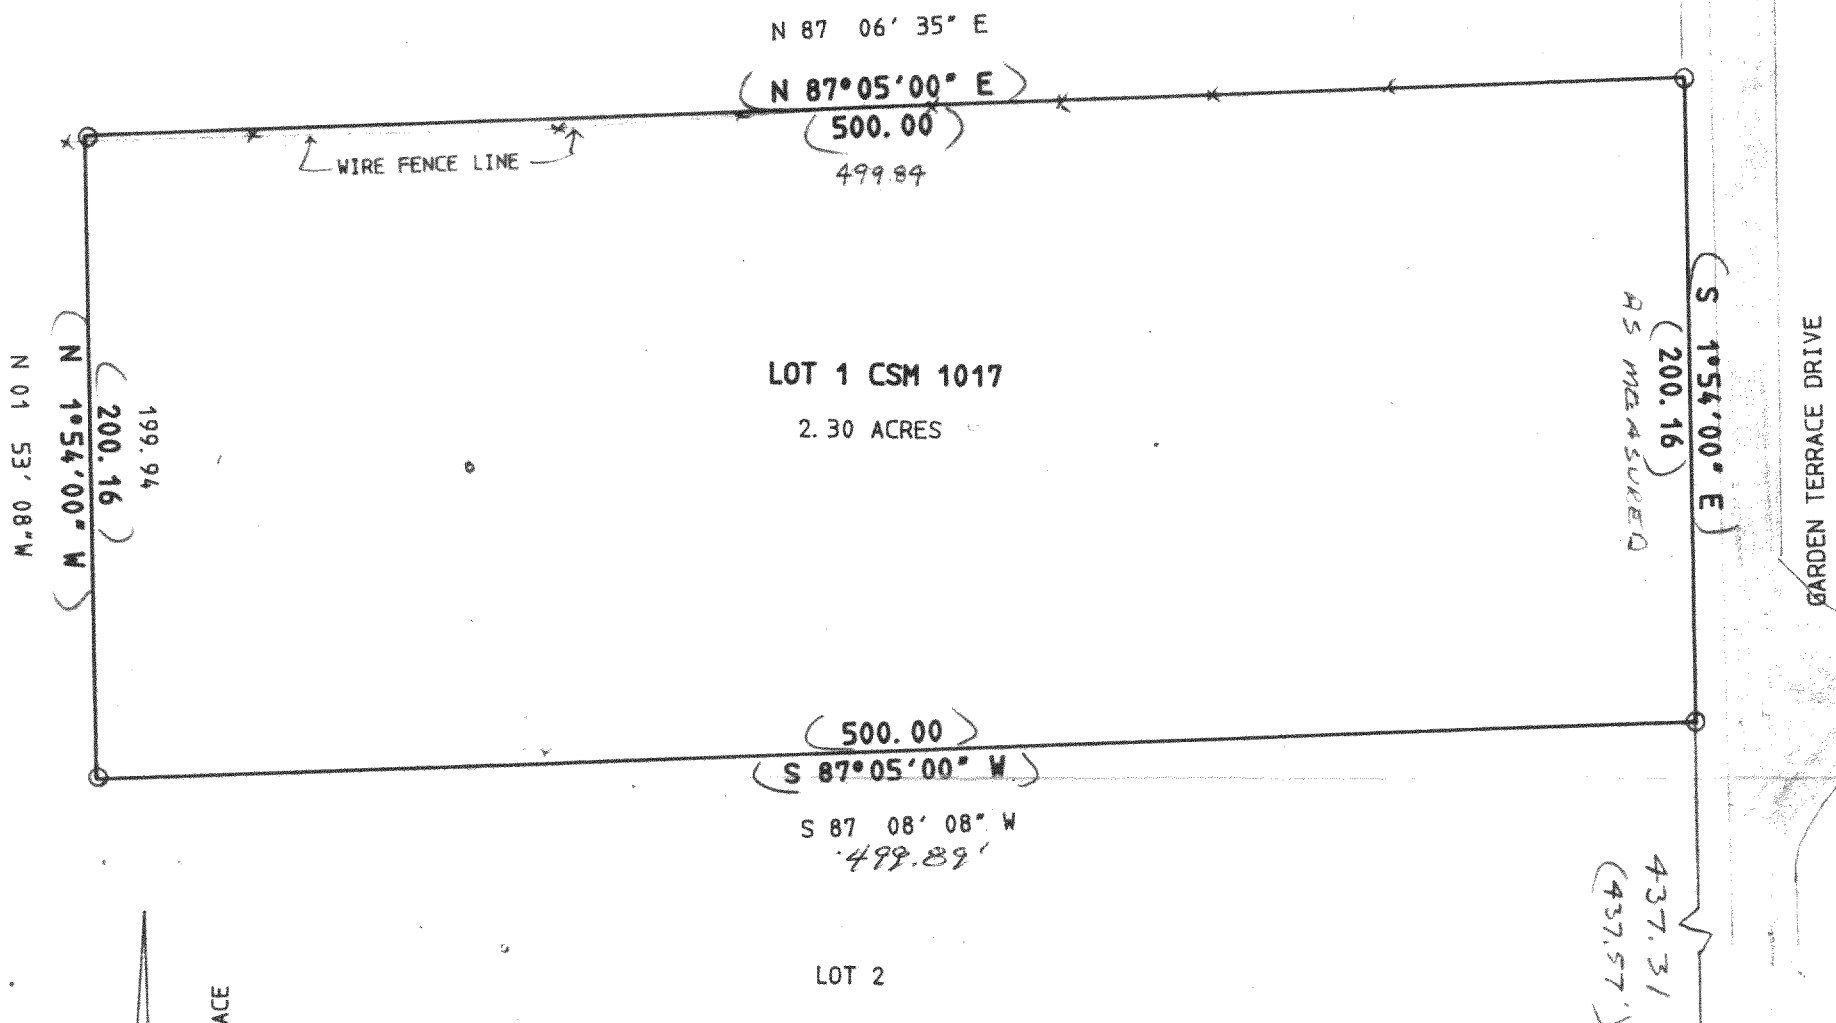 N 87 06' 35" E
(N 87°05'00" E)
(500.00)
499.84
WIRE FENCE LINE
N 01 53' 08"W
(N 1°54'00" W)
(200.16)
199.94
LOT 1 CSM 1017
2.30 ACRES
AS MEASURED
(200.16)
(S 1°54'00" E)
GARDEN TERRACE DRIVE
(500.00)
(S 87°05'00" W)
S 87 08' 08" W
499.89'
437.31
(437.57')
LOT 2
ACE